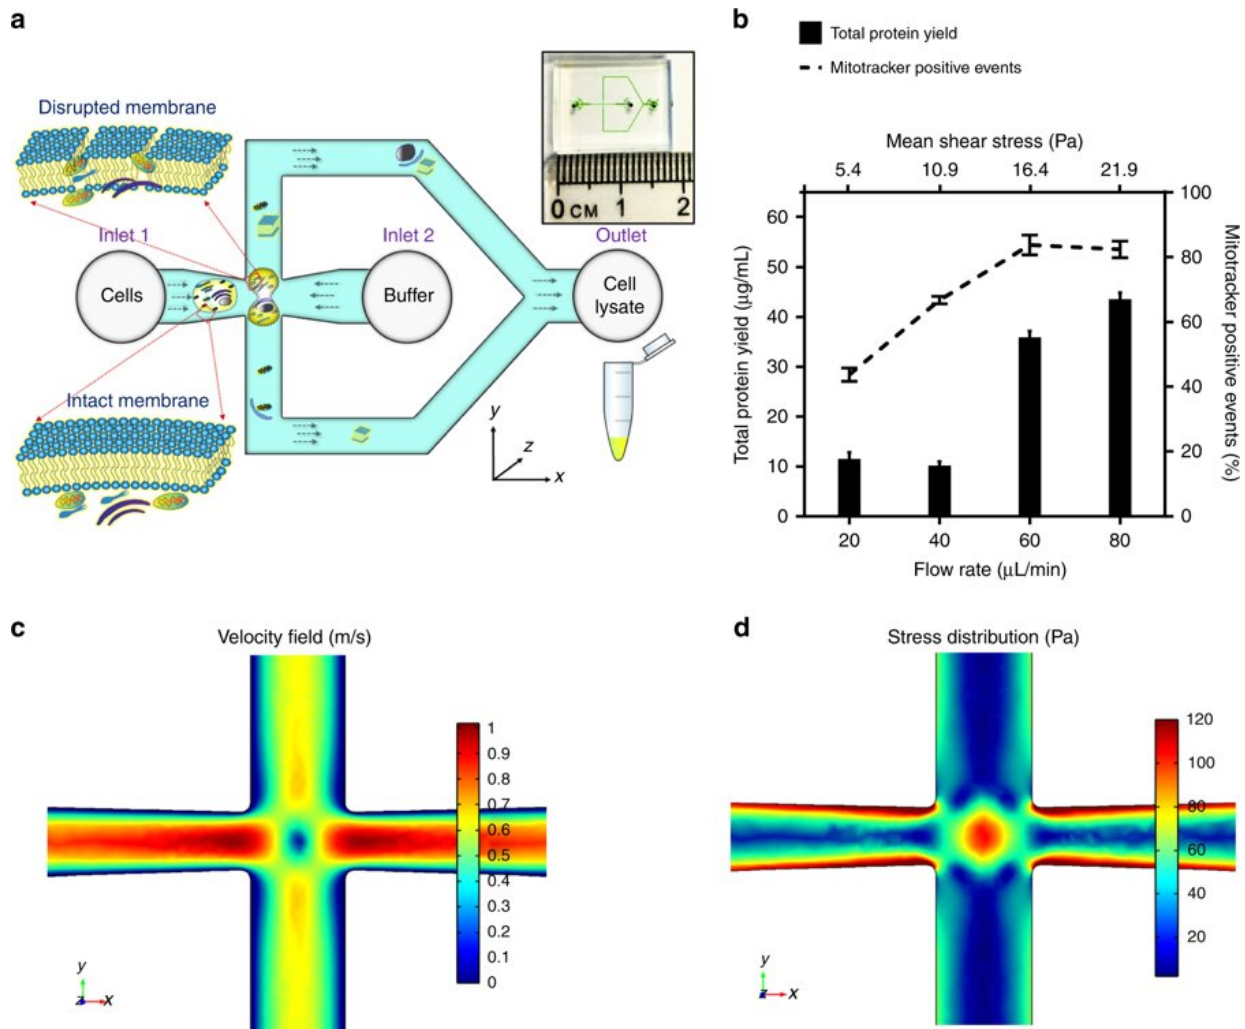 a
Disrupted membrane
Inlet 1
Inlet 2
Outlet
Cells
Buffer
Cell
lysate
Intact membrane
y
z
x
0 CM 1 2
b
Total protein yield
Mitotracker positive events
Mean shear stress (Pa)
5.4 10.9 16.4 21.9
60
50
40
30
20
10
0
100
80
60
40
20
0
Total protein yield (μg/mL)
Mitotracker positive events (%)
20 40 60 80
Flow rate (μL/min)
c
Velocity field (m/s)
1
0.9
0.8
0.7
0.6
0.5
0.4
0.3
0.2
0.1
0
y
z x
d
Stress distribution (Pa)
120
100
80
60
40
20
y
z x